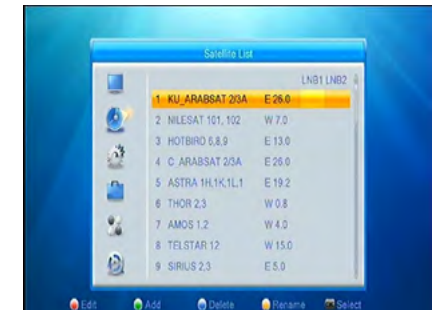 Satellite List
LNB1 LNB2
1 KU_ARABSAT 2/3A E 26.0
2 NILESAT 101, 102 W 7.0
3 HOTBIRD 6,8,9 E 13.0
4 C_ARABSAT 2/3A E 26.0
5 ASTRA 1H,1K,1L,1 E 19.2
6 THOR 2,3 W 0.8
7 AMOS 1,2 W 4.0
8 TELSTAR 12 W 15.0
9 SIRIUS 2,3 E 5.0
Edit Add Delete Rename Select